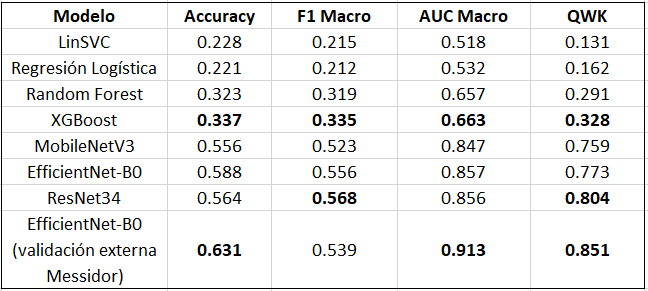 Modelo Accuracy F1 Macro AUC Macro QWK
LinSVC 0.228 0.215 0.518 0.131
Regresión Logística 0.221 0.212 0.532 0.162
Random Forest 0.323 0.319 0.657 0.291
XGBoost 0.337 0.335 0.663 0.328
MobileNetV3 0.556 0.523 0.847 0.759
EfficientNet-B0 0.588 0.556 0.857 0.773
ResNet34 0.564 0.568 0.856 0.804
EfficientNet-B0
(validación externa 0.631 0.539 0.913 0.851
Messidor)